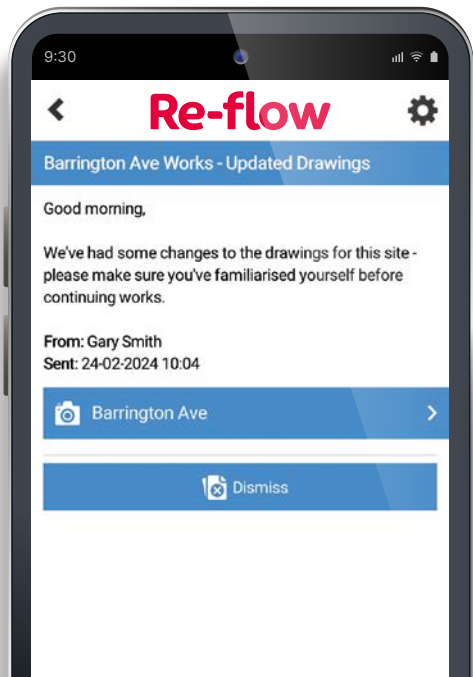 9:30
Re-flow
Barrington Ave Works - Updated Drawings
Good morning,
We've had some changes to the drawings for this site -
please make sure you've familiarised yourself before
continuing works.
From: Gary Smith
Sent: 24-02-2024 10:04
Barrington Ave
Dismiss